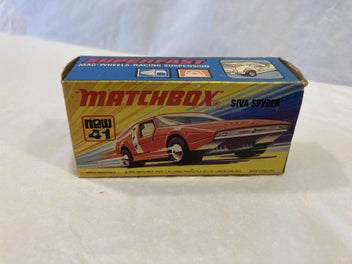 SUPERFAST
MAG-WHEELS-RACING SUSPENSION
MATCHBOX
SIVA SPYDER
new
41